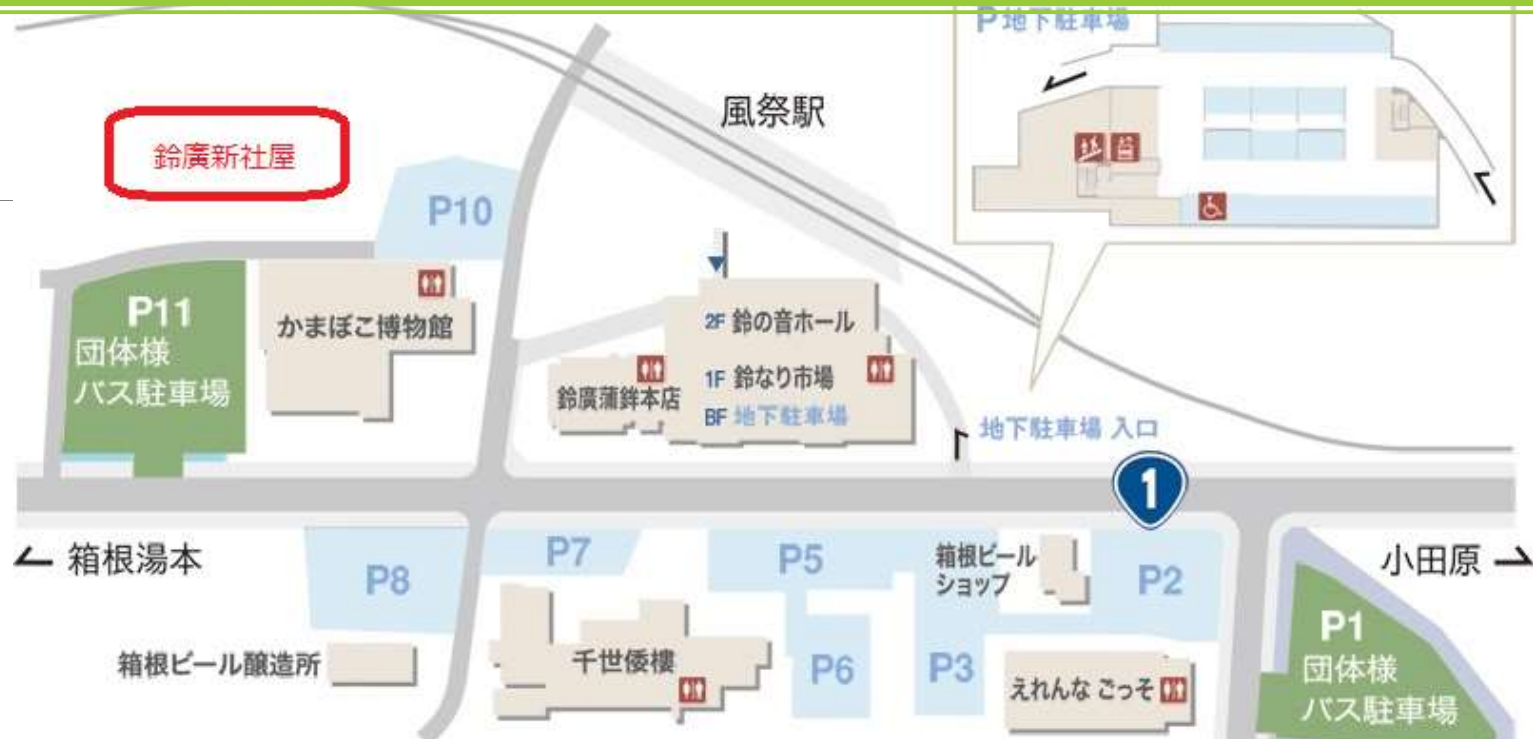 P 地下駐車場
風祭駅
鈴廣新社屋
P10
P11
団体様
バス駐車場
かまぼこ博物館
2F 鈴の音ホール
1F 鈴なり市場
BF 地下駐車場
鈴廣蒲鉾本店
地下駐車場 入口
1
箱根湯本
小田原
P8
P7
P5
箱根ビール
ショップ
P2
P1
団体様
バス駐車場
箱根ビール醸造所
千世倭樓
P6
P3
えれんな ごっそ